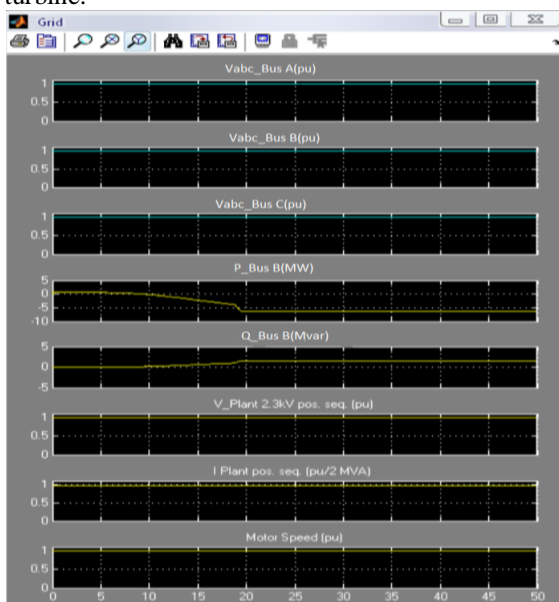 turbine.
Grid
Vabc_Bus A(pu)
1
0.5
0
Vabc_Bus B(pu)
1
0.5
0
Vabc_Bus C(pu)
1
0.5
0
P_Bus B(MW)
5
0
-5
-10
Q_Bus B(Mvar)
5
0
-5
V_Plant 2.3kV pos. seq. (pu)
1
0.5
0
I Plant pos. seq. (pu/2 MVA)
1
0.5
0
Motor Speed (pu)
1
0.5
0
0 5 10 15 20 25 30 35 40 45 50